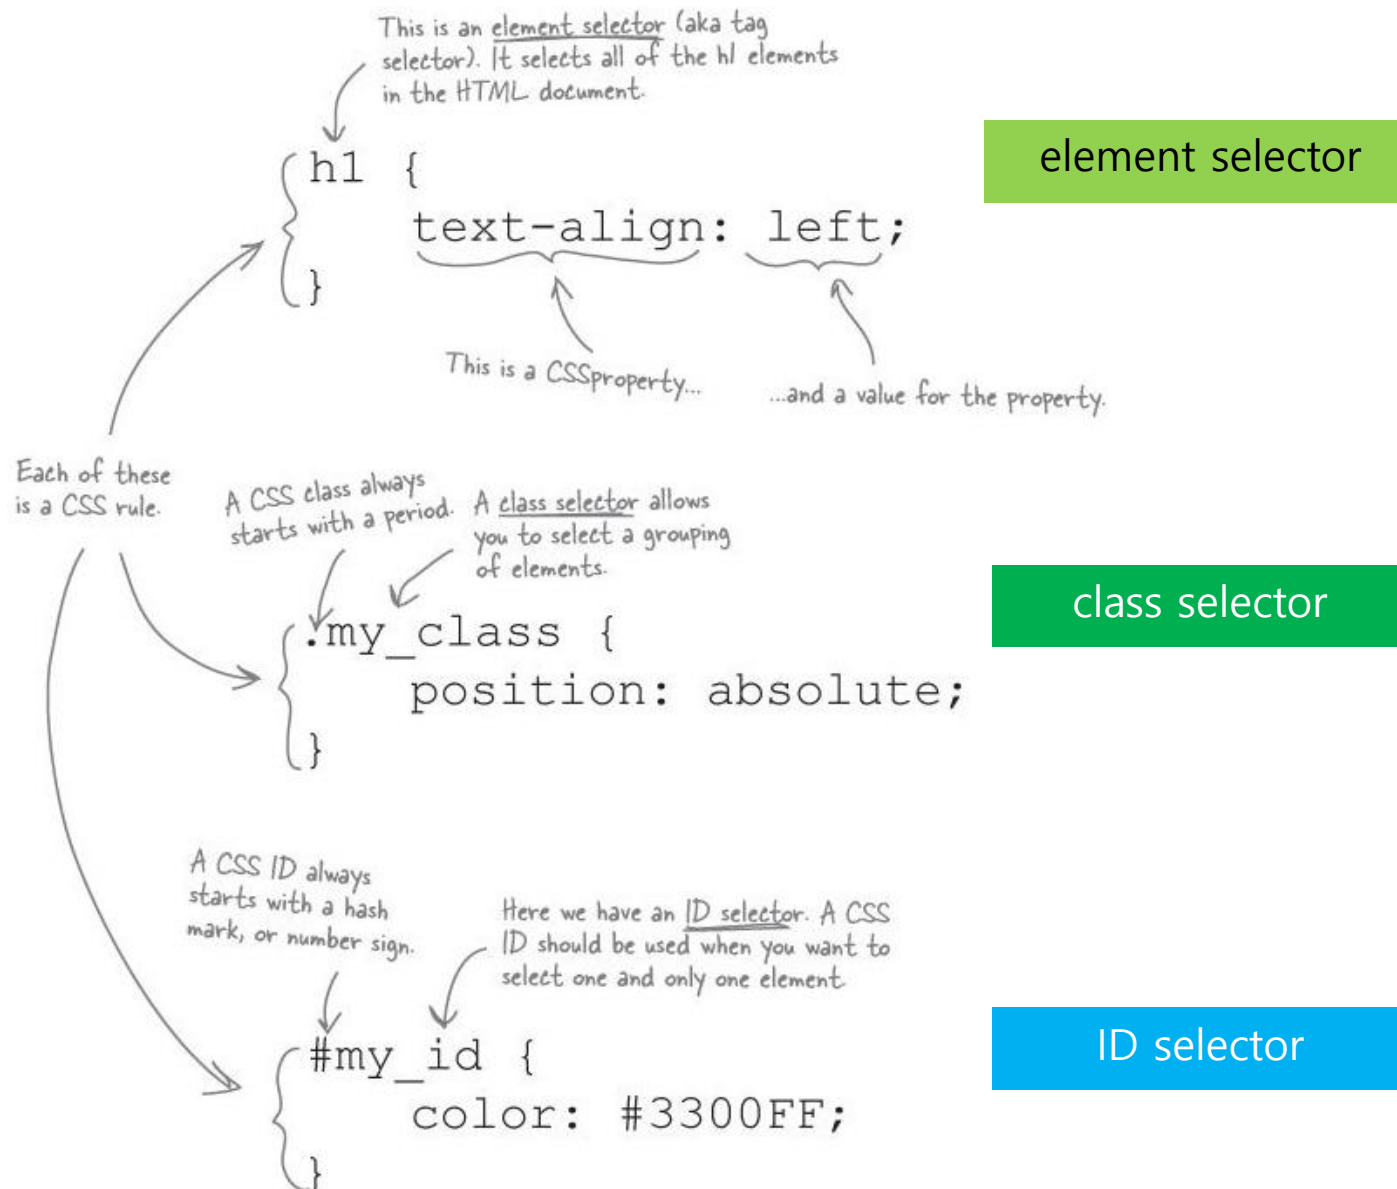 This is an element selector (aka tag
selector). It selects all of the h1 elements
in the HTML document.
element selector
h1 {
text-align: left;
}
This is a CSSproperty...
...and a value for the property.
Each of these
is a CSS rule.
A CSS class always
starts with a period.
A class selector allows
you to select a grouping
of elements.
class selector
.my_class {
position: absolute;
}
A CSS ID always
starts with a hash
mark, or number sign.
Here we have an ID selector. A CSS
ID should be used when you want to
select one and only one element.
ID selector
#my_id {
color: #3300FF;
}